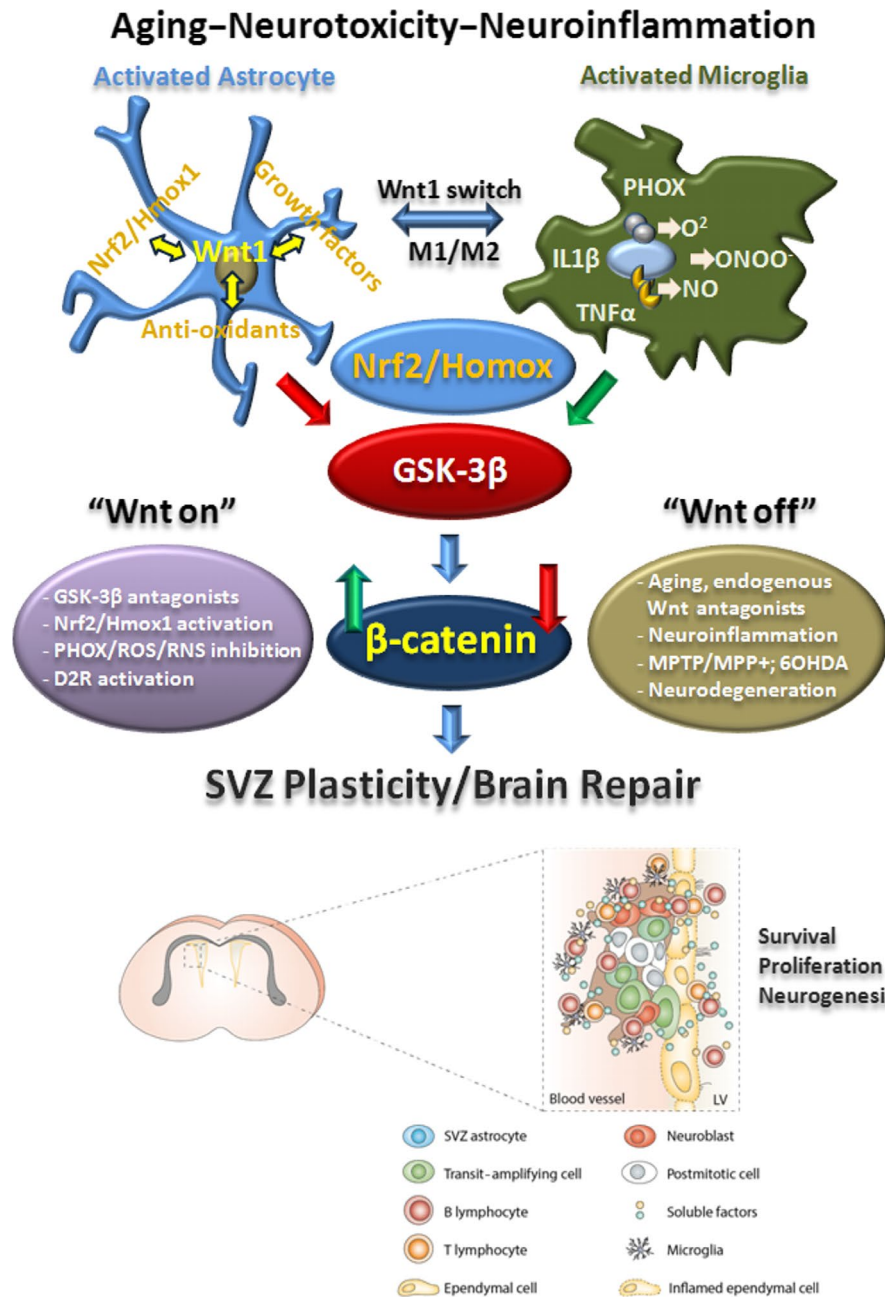 Aging–Neurotoxicity–Neuroinflammation
Activated Astrocyte
Activated Microglia
Nrf2/Hmox1
Growth factors
Wnt1
Anti-oxidants
Wnt1 switch
M1/M2
PHOX
O²
IL1β
ONOO⁻
NO
TNFα
Nrf2/Homox
GSK-3β
“Wnt on”
“Wnt off”
- GSK-3β antagonists
- Nrf2/Hmox1 activation
- PHOX/ROS/RNS inhibition
- D2R activation
β-catenin
- Aging, endogenous
Wnt antagonists
- Neuroinflammation
- MPTP/MPP+; 6OHDA
- Neurodegeneration
SVZ Plasticity/Brain Repair
Survival
Proliferation
Neurogenesi
Blood vessel
LV
SVZ astrocyte
Neuroblast
Transit-amplifying cell
Postmitotic cell
B lymphocyte
Soluble factors
T lymphocyte
Microglia
Ependymal cell
Inflamed ependymal cell